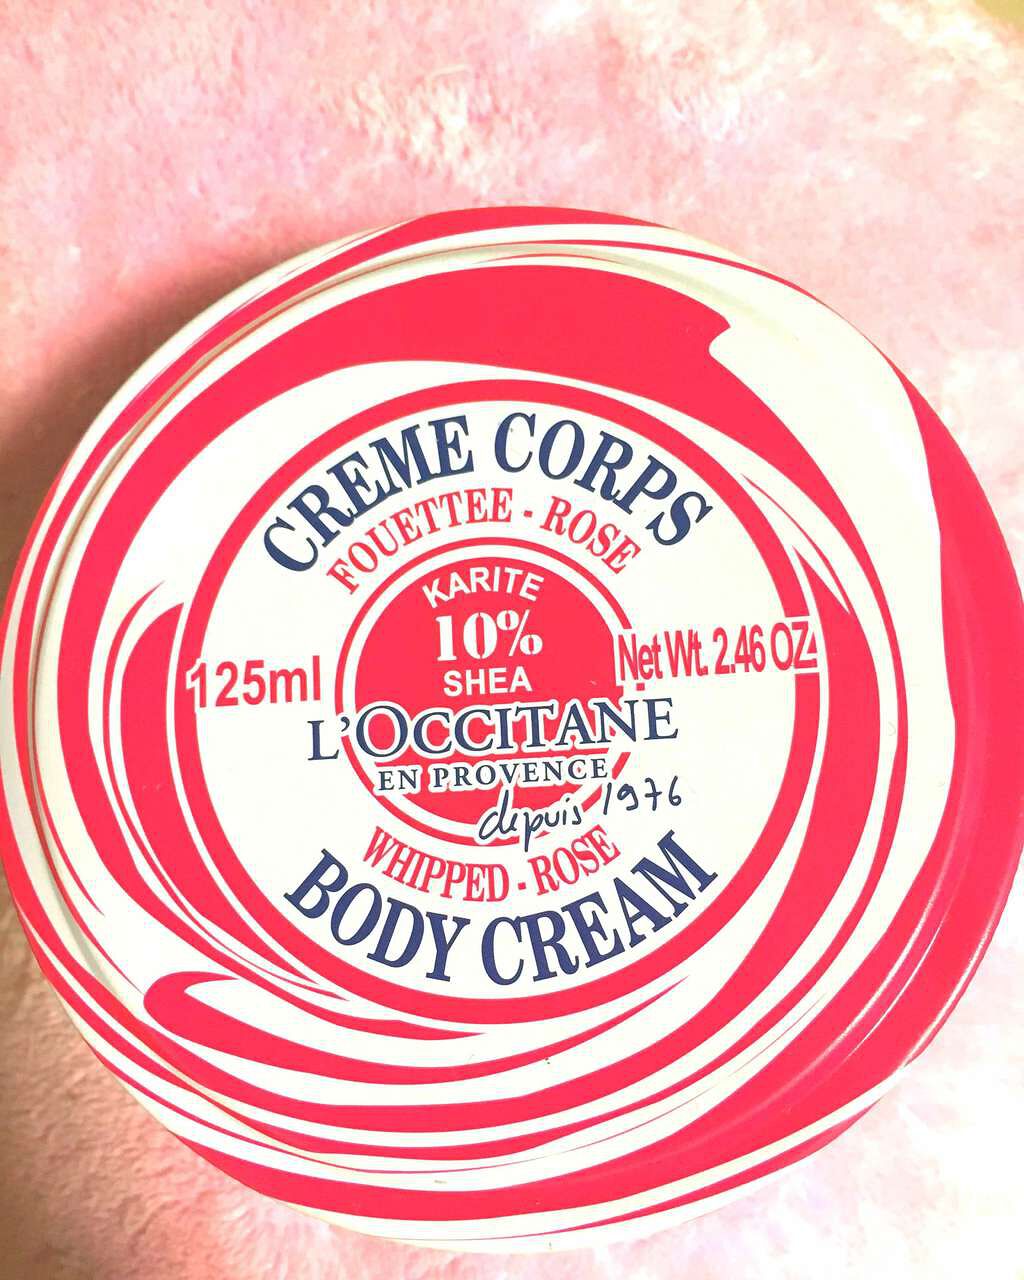 CREME CORPS
FOUETTEE - ROSE
KARITE
10%
SHEA
125ml
Net Wt. 2.46 OZ
L'OCCITANE
EN PROVENCE
depuis 1976
WHIPPED - ROSE
BODY CREAM